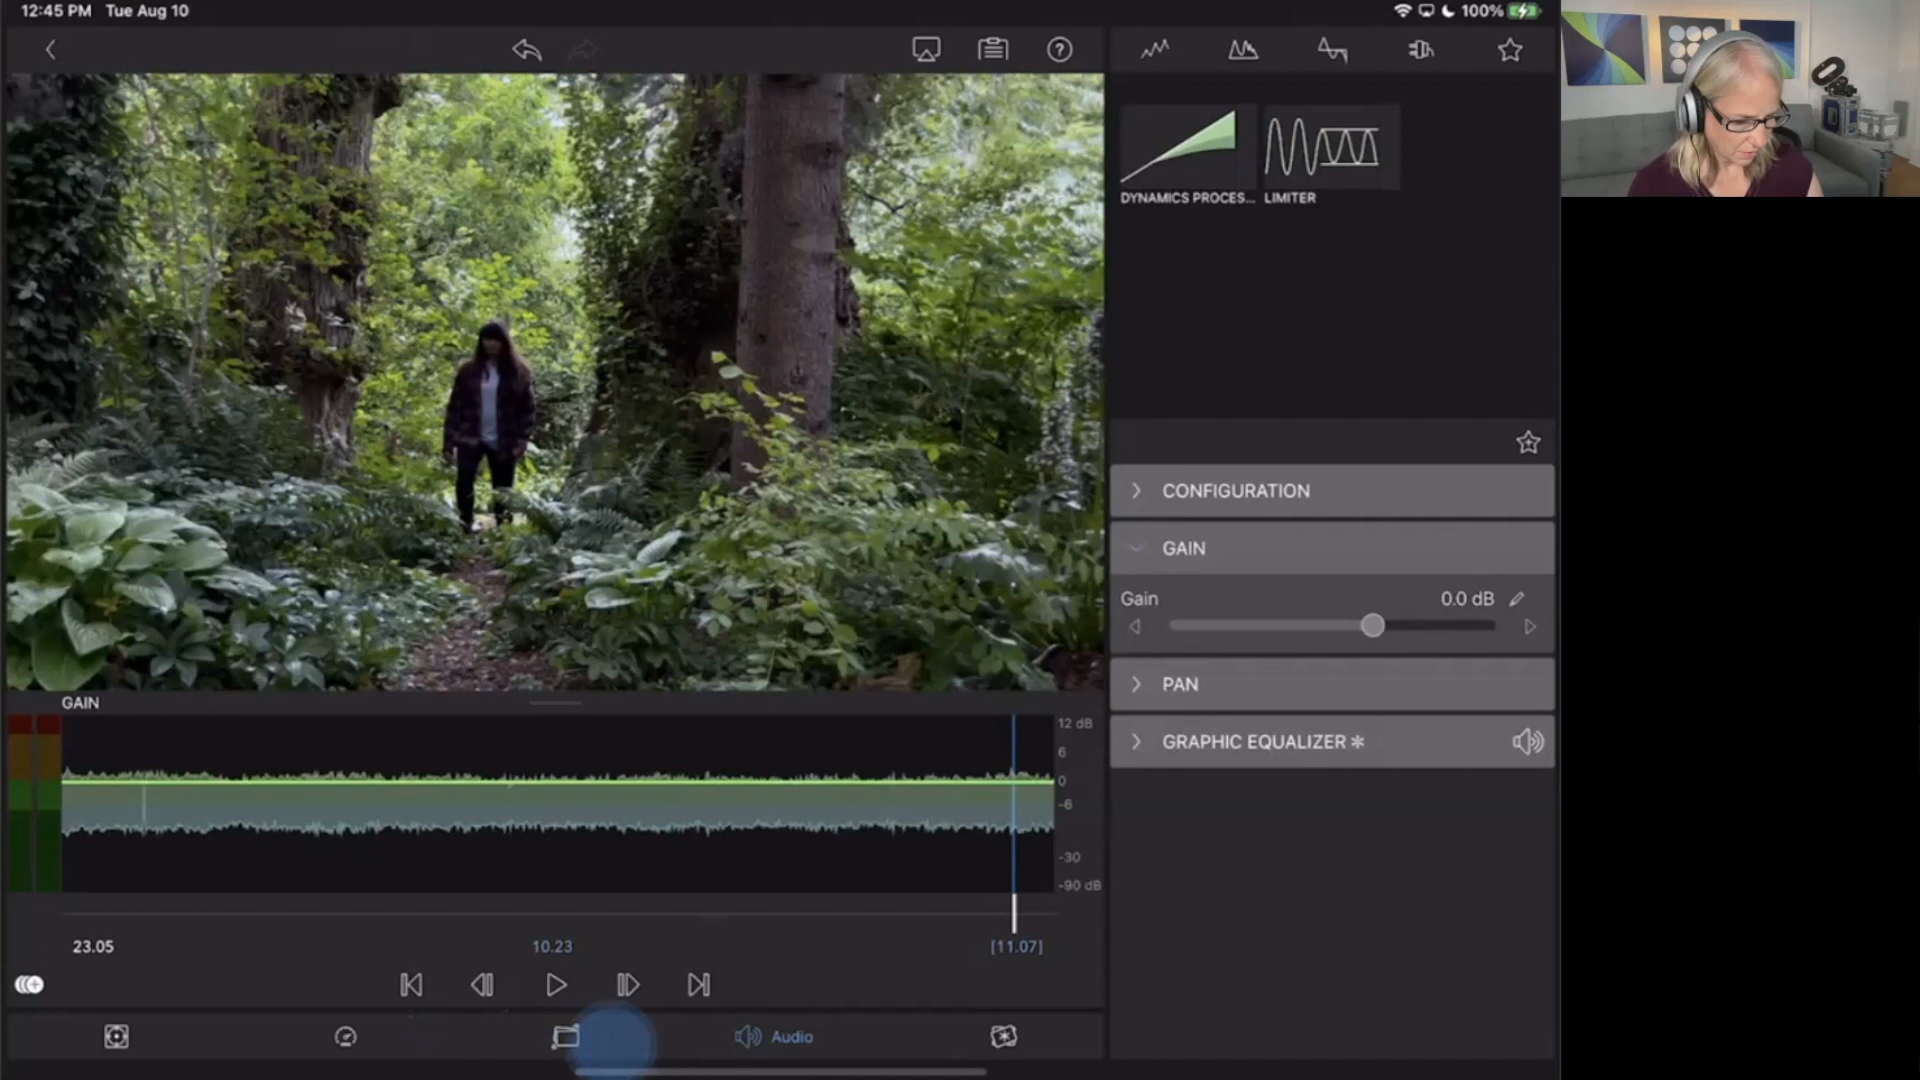 12:45 PM Tue Aug 10
100%
DYNAMICS PROCES... LIMITER
CONFIGURATION
GAIN
Gain 0.0 dB
PAN
GRAPHIC EQUALIZER *
GAIN
12 dB
6
0
-6
-30
-90 dB
23.05 10.23 [11.07]
Audio